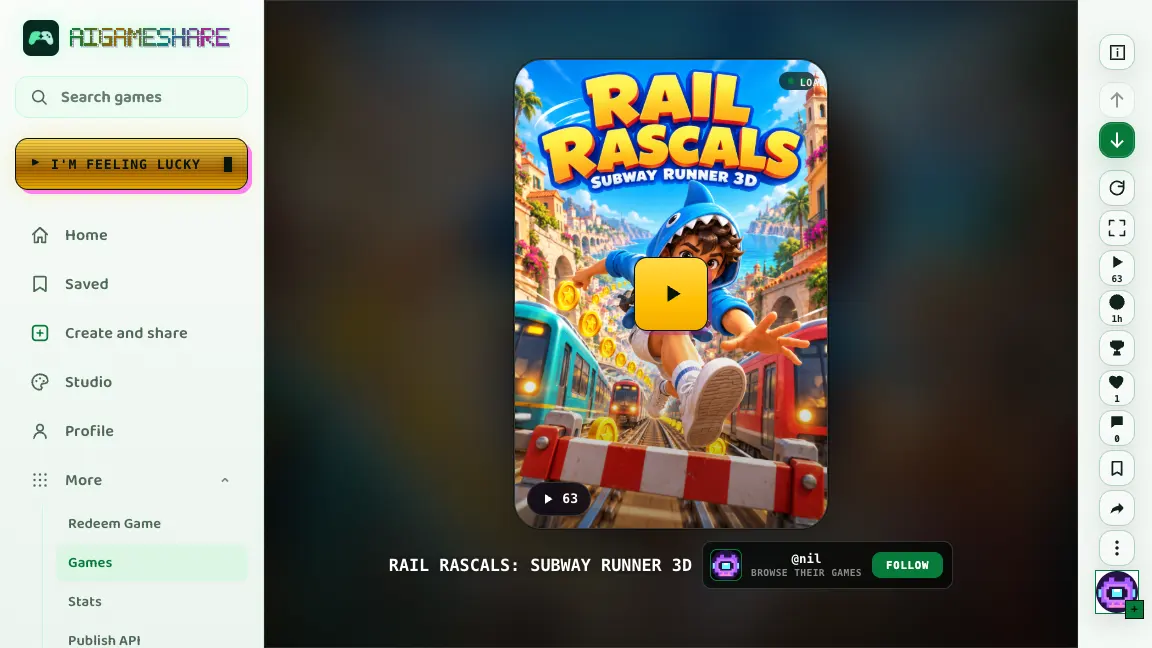 AIGAMESHARE
Search games
I'M FEELING LUCKY
Home
Saved
Create and share
Studio
Profile
More
Redeem Game
Games
Stats
Publish API
RAIL
RASCALS
SUBWAY RUNNER 3D
63
RAIL RASCALS: SUBWAY RUNNER 3D
@nil
BROWSE THEIR GAMES
FOLLOW
63
1h
1
0